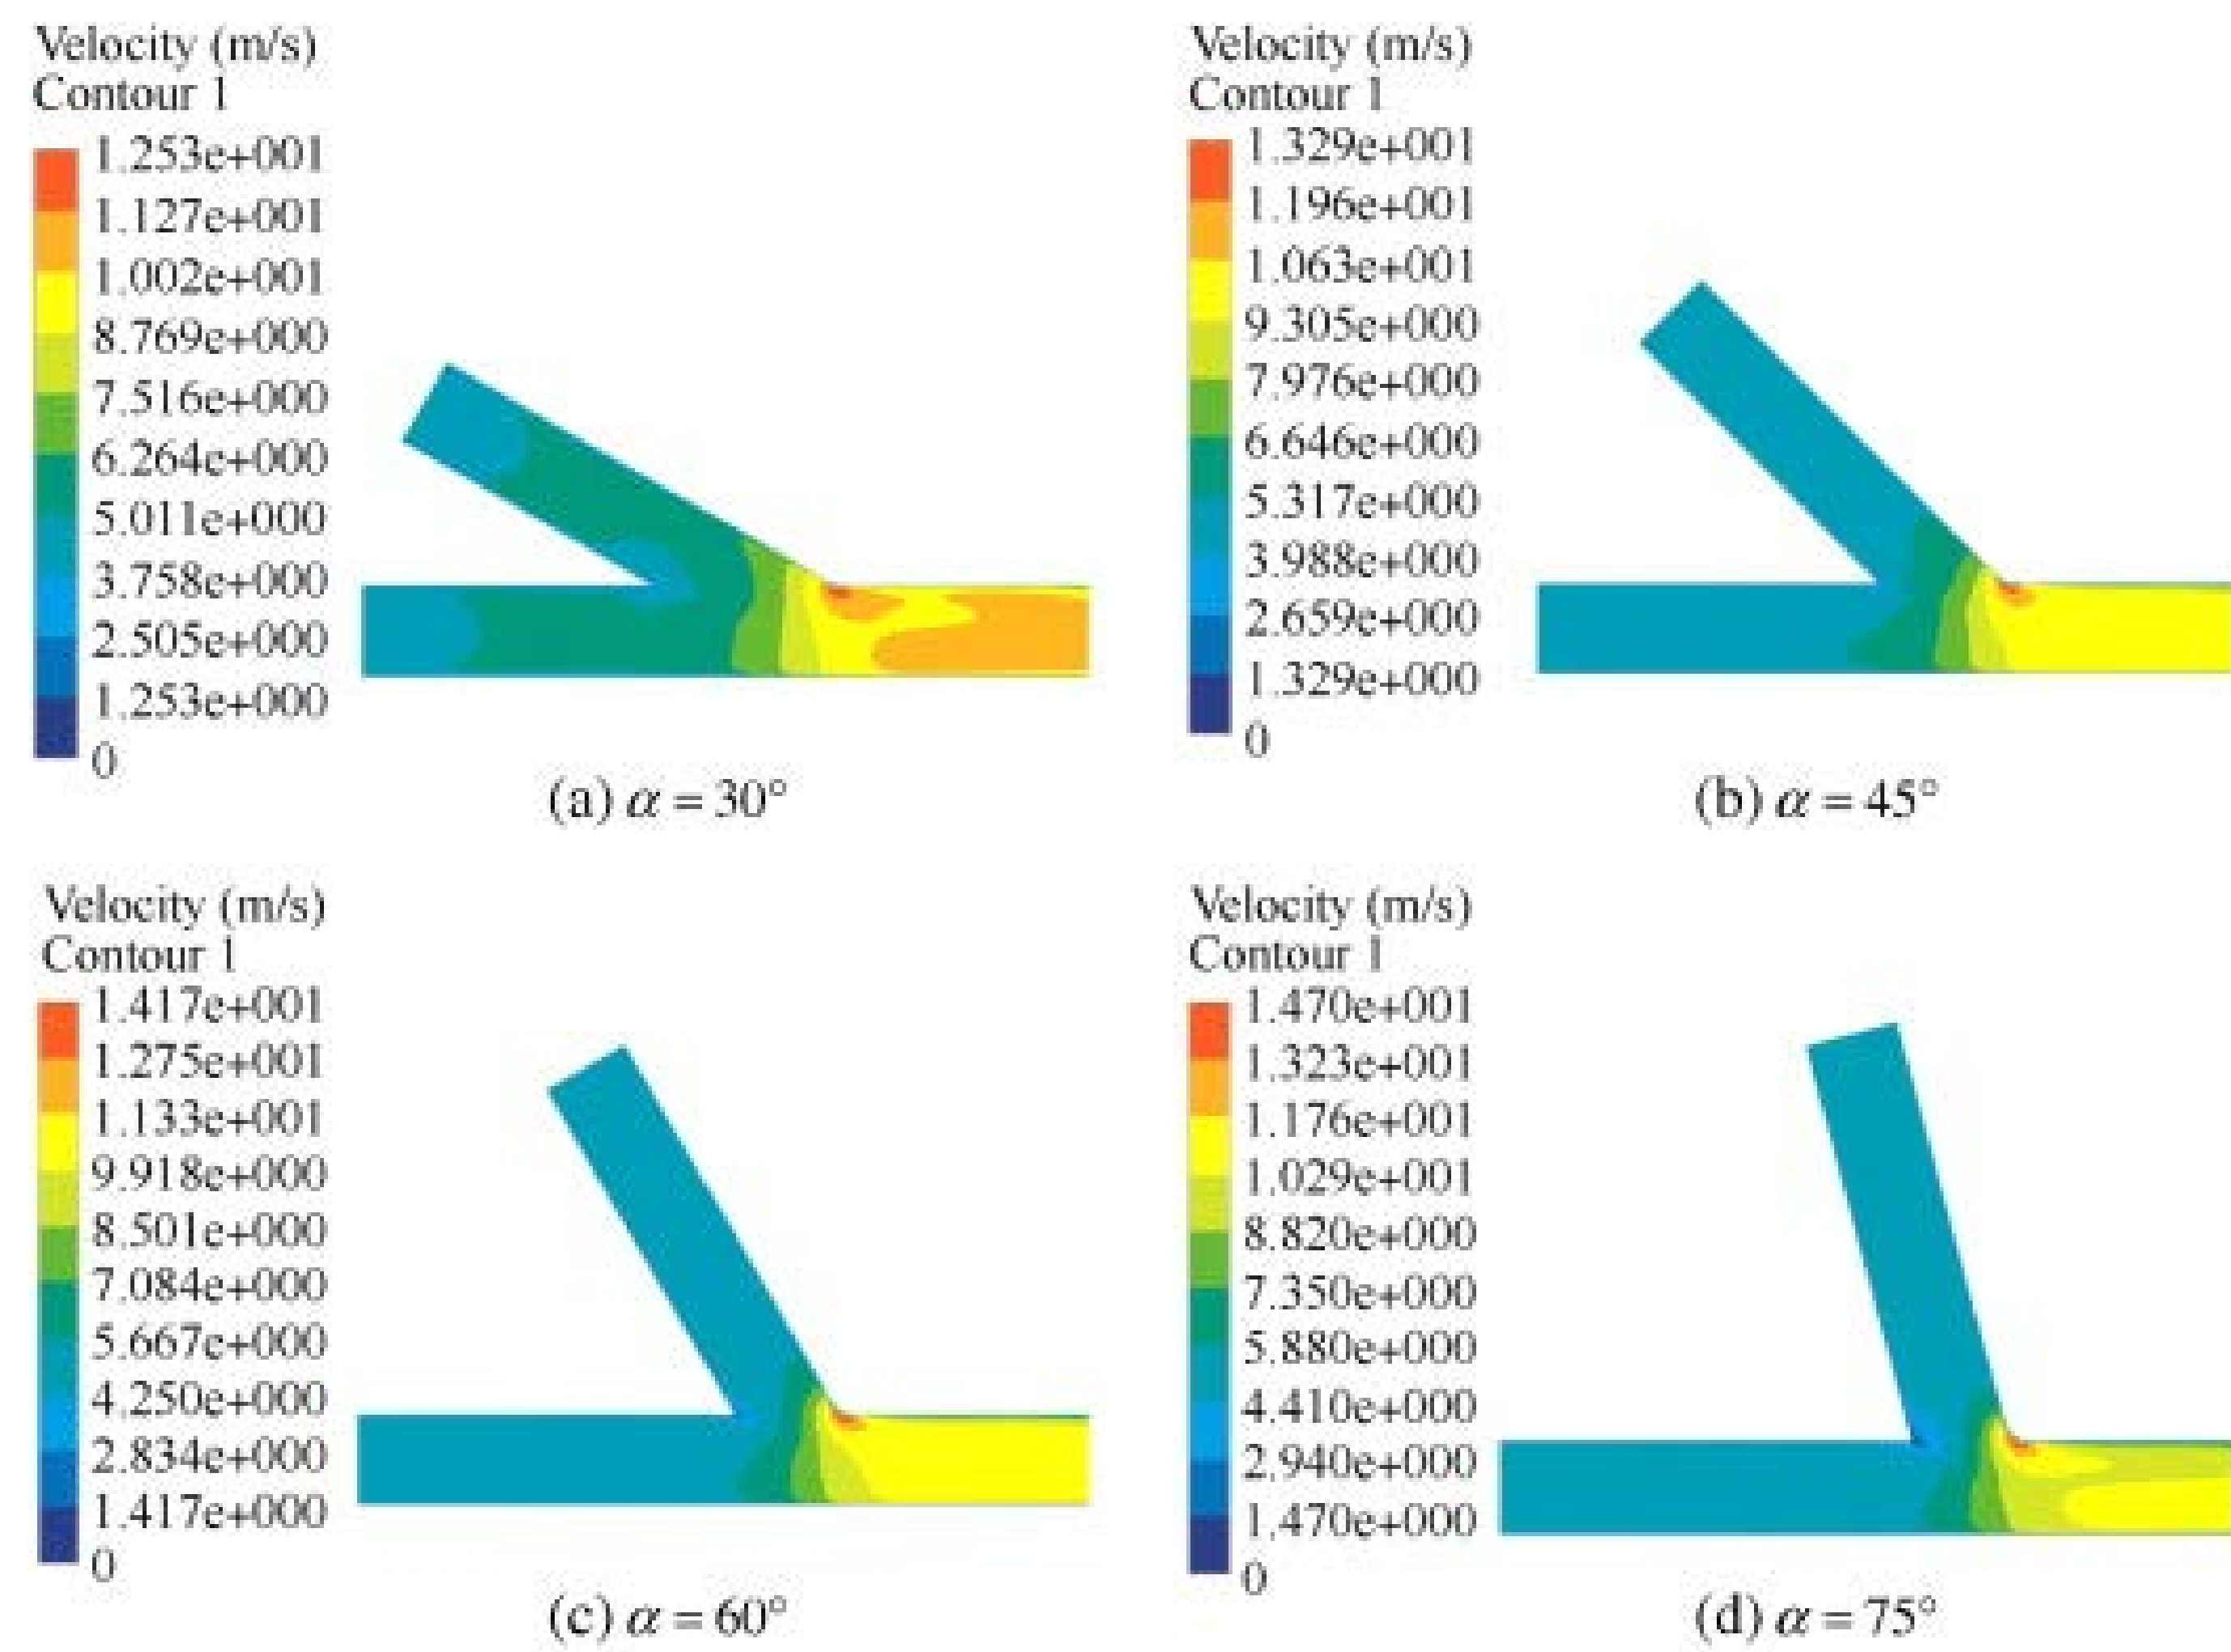 Velocity (m/s)
Contour 1
1.253e+001
1.127e+001
1.002e+001
8.769e+000
7.516e+000
6.264e+000
5.011e+000
3.758e+000
2.505e+000
1.253e+000
0
(a) α = 30°
Velocity (m/s)
Contour 1
1.329e+001
1.196e+001
1.063e+001
9.305e+000
7.976e+000
6.646e+000
5.317e+000
3.988e+000
2.659e+000
1.329e+000
0
(b) α = 45°
Velocity (m/s)
Contour 1
1.417e+001
1.275e+001
1.133e+001
9.918e+000
8.501e+000
7.084e+000
5.667e+000
4.250e+000
2.834e+000
1.417e+000
0
(c) α = 60°
Velocity (m/s)
Contour 1
1.470e+001
1.323e+001
1.176e+001
1.029e+001
8.820e+000
7.350e+000
5.880e+000
4.410e+000
2.940e+000
1.470e+000
0
(d) α = 75°